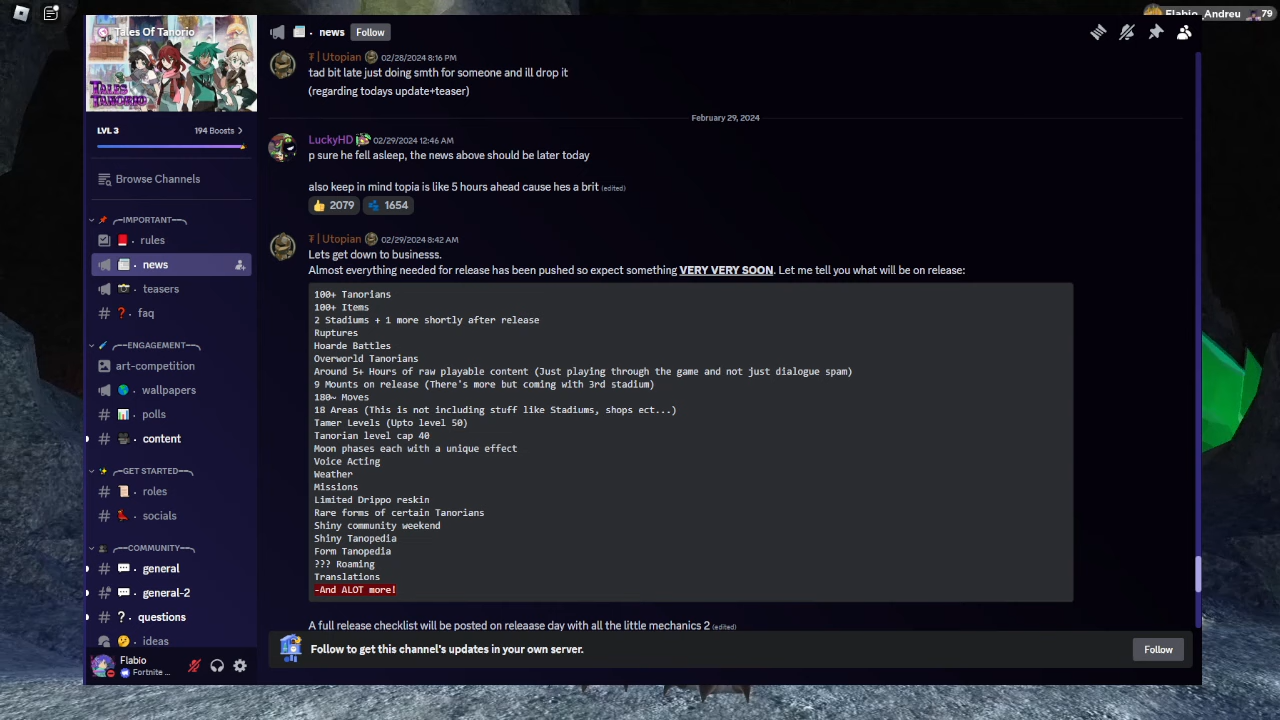 Flabio_Andreu
79
Tales Of Tanorio
TALES
TANORIO
LVL 3
194 Boosts
Browse Channels
IMPORTANT
rules
news
teasers
faq
ENGAGEMENT
art-competition
wallpapers
polls
content
GET STARTED
roles
socials
COMMUNITY
general
general-2
questions
ideas
Flabio
Fortnite ...
news
Follow
₮ | Utopian 02/28/2024 8:16 PM
tad bit late just doing smth for someone and ill drop it
(regarding todays update+teaser)
February 29, 2024
LuckyHD 02/29/2024 12:46 AM
p sure he fell asleep, the news above should be later today
also keep in mind topia is like 5 hours ahead cause hes a brit (edited)
2079
1654
₮ | Utopian 02/29/2024 8:42 AM
Lets get down to businesss.
Almost everything needed for release has been pushed so expect something VERY VERY SOON. Let me tell you what will be on release:
100+ Tanorians
100+ Items
2 Stadiums + 1 more shortly after release
Ruptures
Hoarde Battles
Overworld Tanorians
Around 5+ Hours of raw playable content (Just playing through the game and not just dialogue spam)
9 Mounts on release (There's more but coming with 3rd stadium)
180~ Moves
18 Areas (This is not including stuff like Stadiums, shops ect...)
Tamer Levels (Upto level 50)
Tanorian level cap 40
Moon phases each with a unique effect
Voice Acting
Weather
Missions
Limited Drippo reskin
Rare forms of certain Tanorians
Shiny community weekend
Shiny Tanopedia
Form Tanopedia
??? Roaming
Translations
-And ALOT more!
A full release checklist will be posted on releaase day with all the little mechanics 2 (edited)
Follow to get this channel's updates in your own server.
Follow